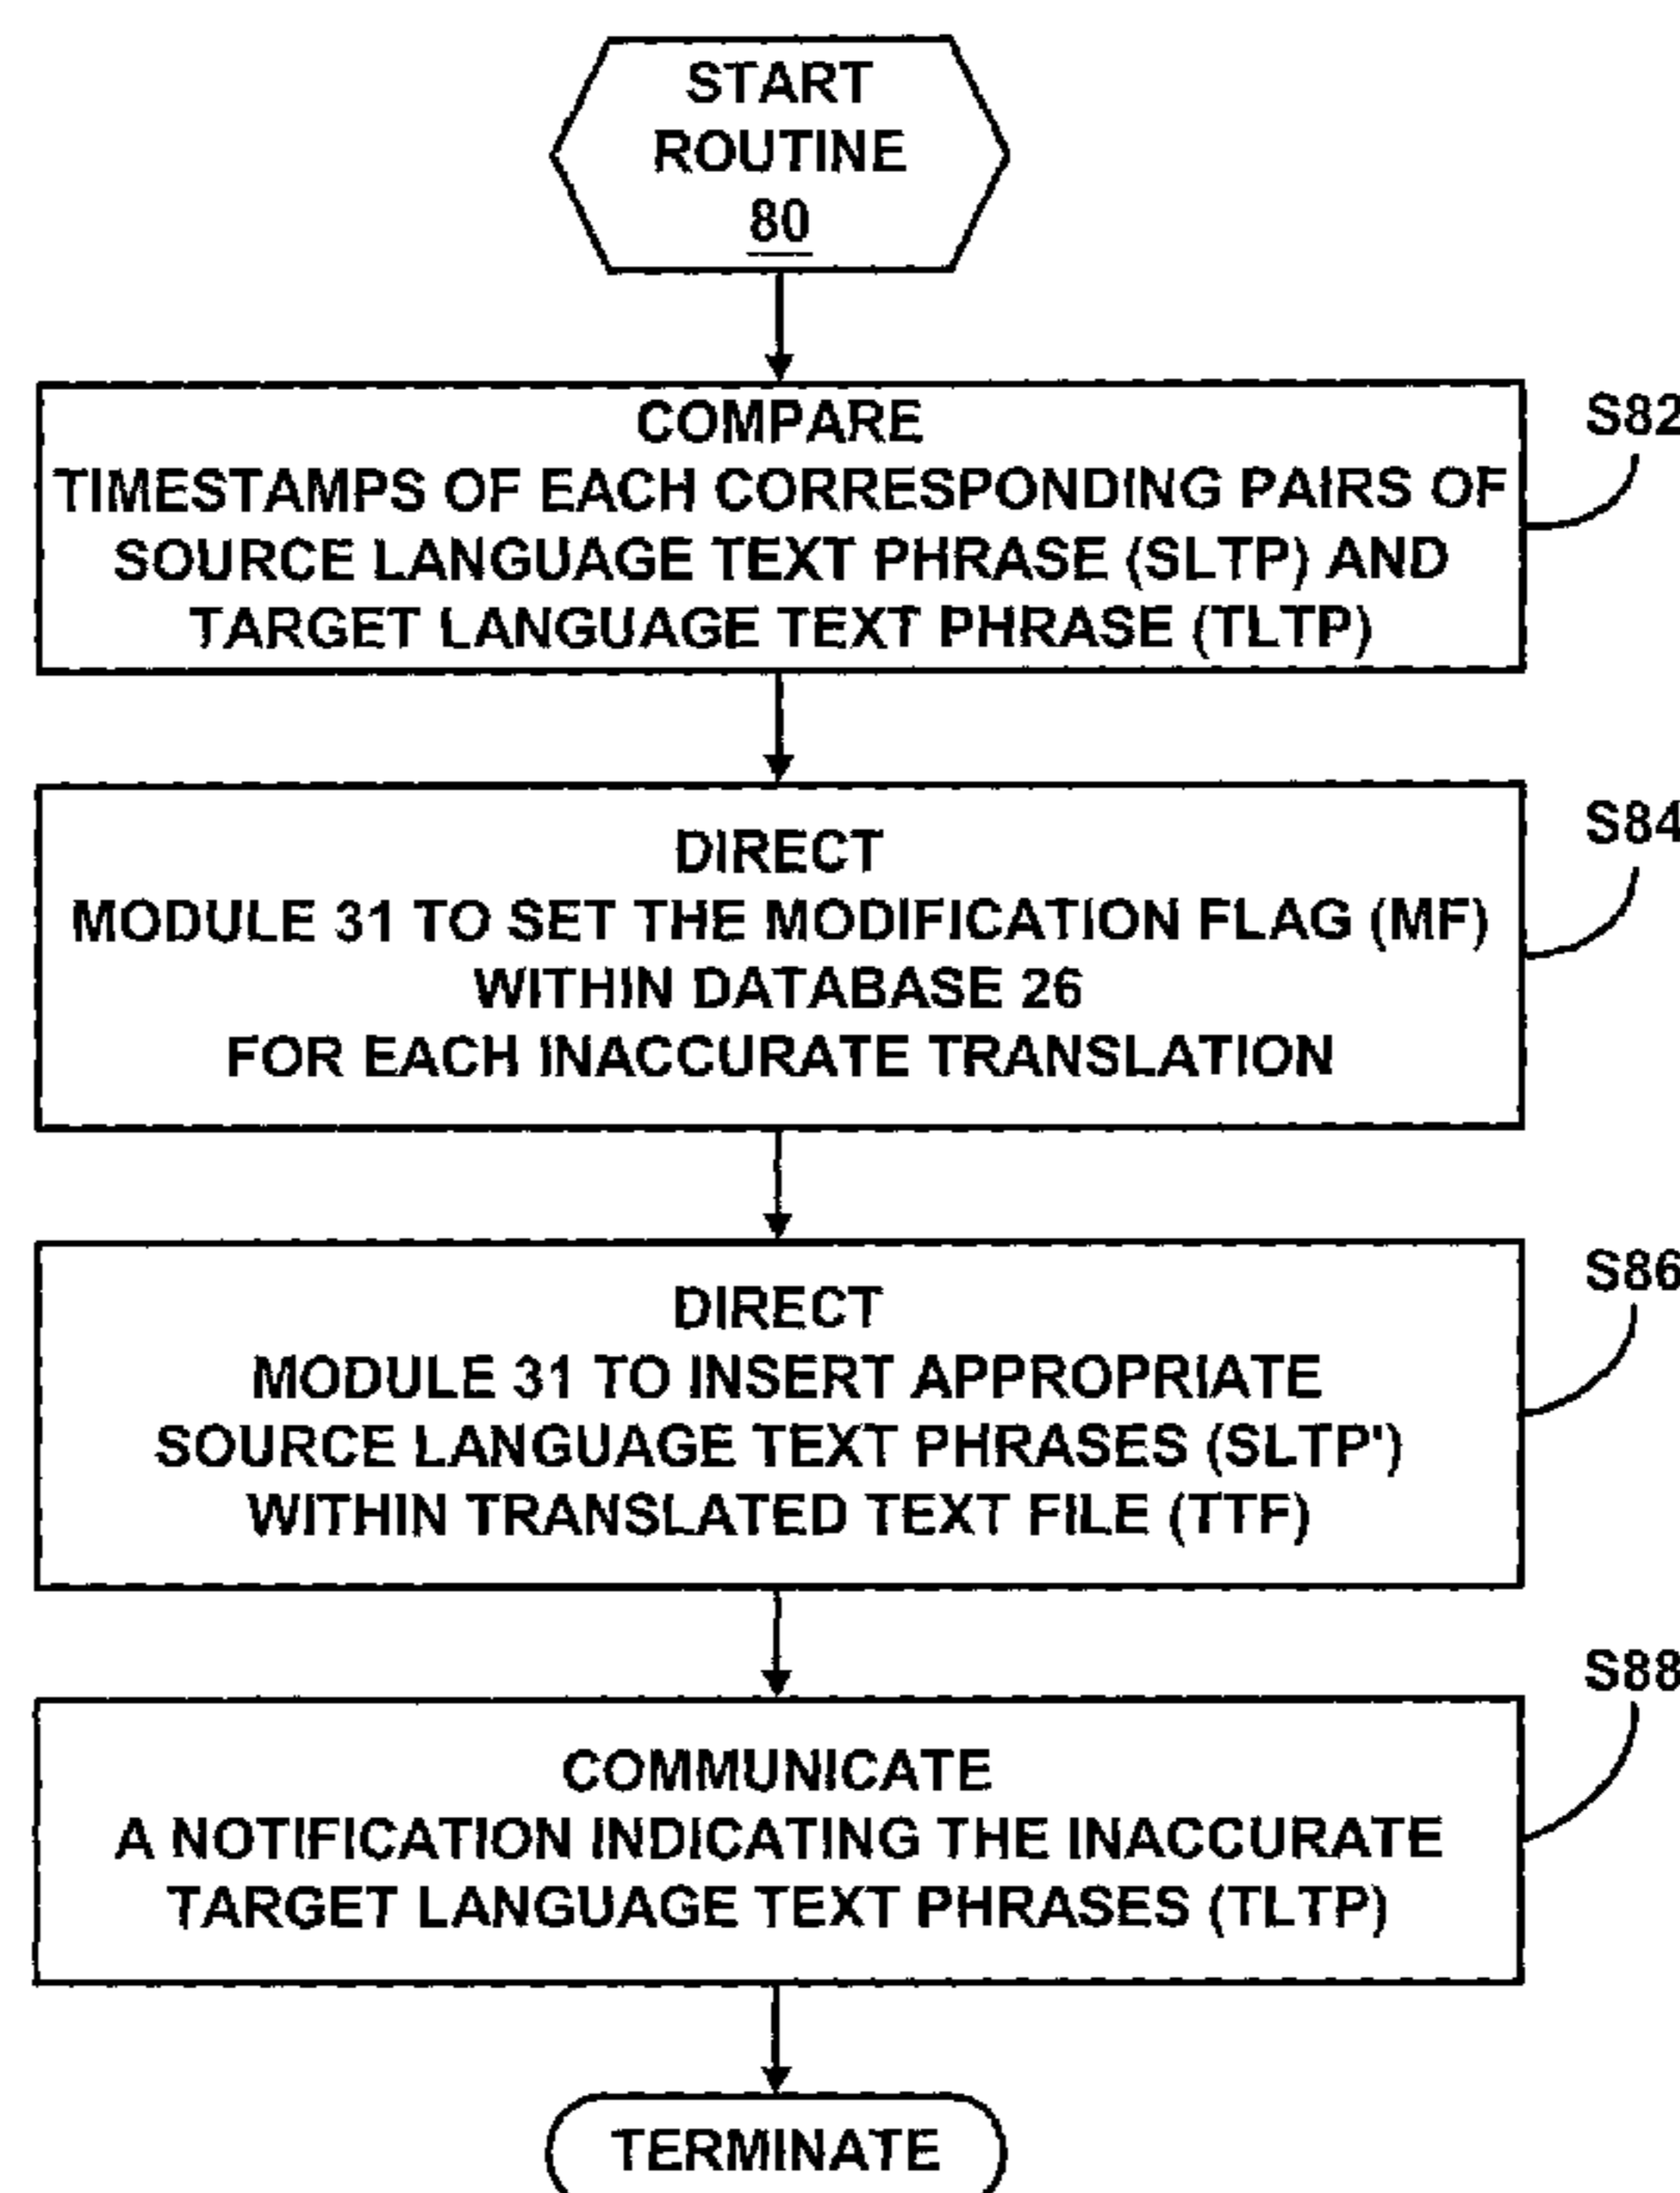 START
ROUTINE
80
COMPARE
TIMESTAMPS OF EACH CORRESPONDING PAIRS OF
SOURCE LANGUAGE TEXT PHRASE (SLTP) AND
TARGET LANGUAGE TEXT PHRASE (TLTP)
S82
DIRECT
MODULE 31 TO SET THE MODIFICATION FLAG (MF)
WITHIN DATABASE 26
FOR EACH INACCURATE TRANSLATION
S84
DIRECT
MODULE 31 TO INSERT APPROPRIATE
SOURCE LANGUAGE TEXT PHRASES (SLTP')
WITHIN TRANSLATED TEXT FILE (TTF)
S86
COMMUNICATE
A NOTIFICATION INDICATING THE INACCURATE
TARGET LANGUAGE TEXT PHRASES (TLTP)
S88
TERMINATE